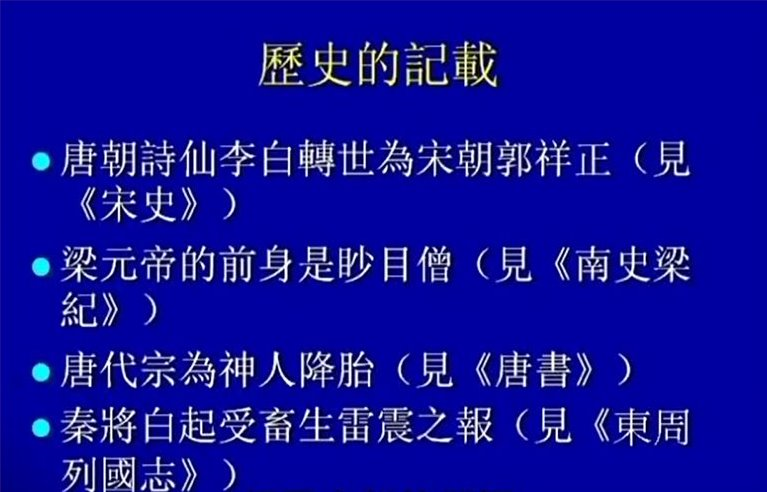 歷史的記載
●唐朝詩仙李白轉世為宋朝郭祥正（見
《宋史》）
●梁元帝的前身是眇目僧（見《南史梁
紀》）
●唐代宗為神人降胎（見《唐書》）
●秦將白起受畜生雷震之報（見《東周
列國志》）